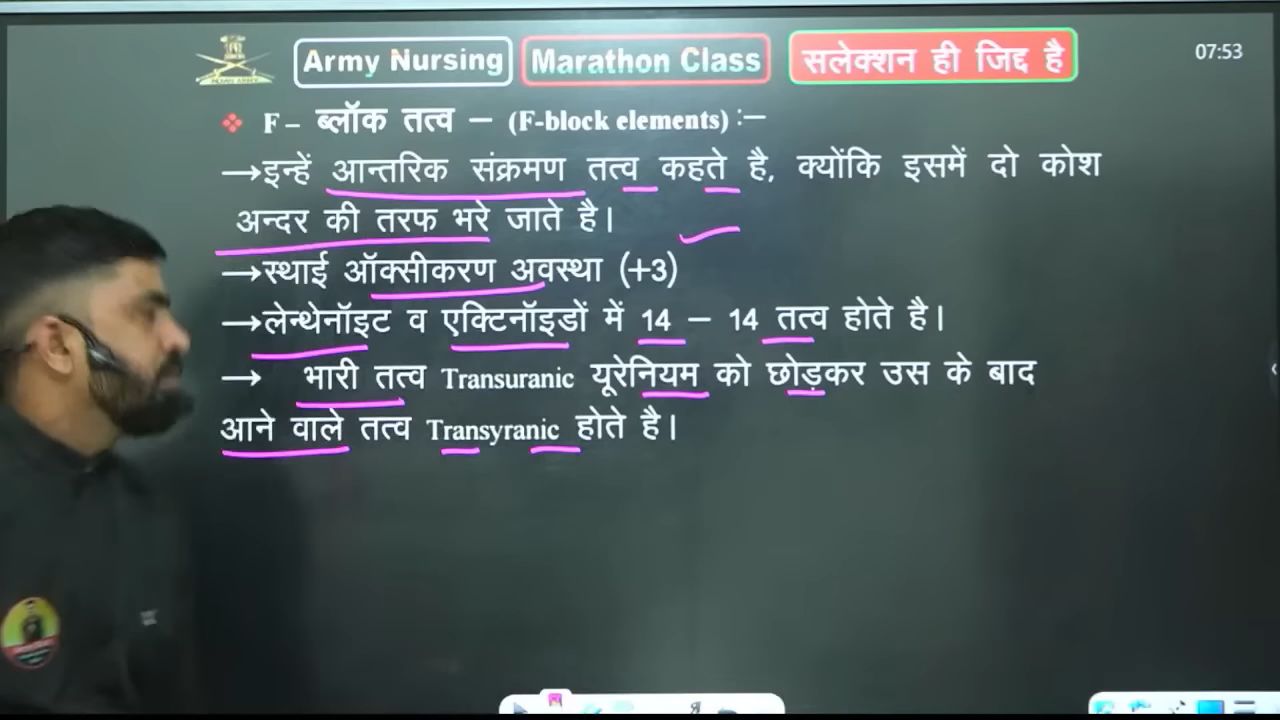 Army Nursing Marathon Class सलेक्शन ही जिद्द है 07:53
❖ F – ब्लॉक तत्व – (F-block elements) :–
→इन्हें आन्तरिक संक्रमण तत्व कहते है, क्योंकि इसमें दो कोश
अन्दर की तरफ भरे जाते है।
→स्थाई ऑक्सीकरण अवस्था (+3)
→लेन्थेनॉइट व एक्टिनॉइडों में 14 – 14 तत्व होते है।
→ भारी तत्व Transuranic यूरेनियम को छोड़कर उस के बाद
आने वाले तत्व Transyranic होते है।